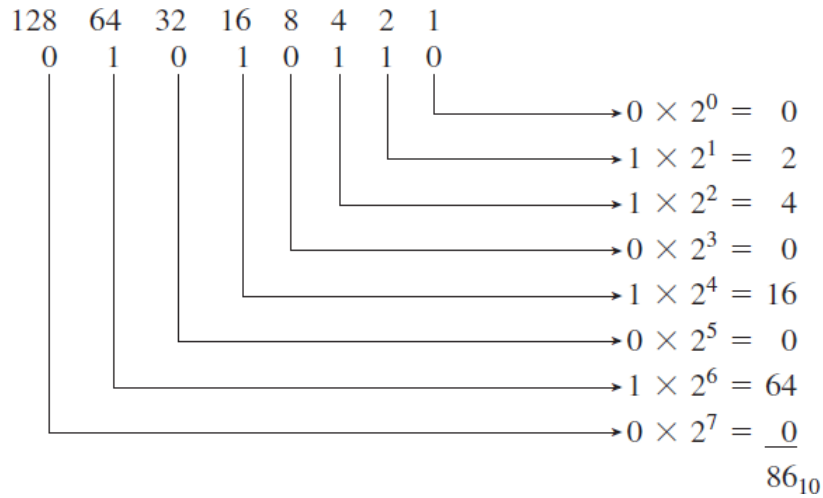 128 64 32 16 8 4 2 1
0 1 0 1 0 1 1 0
0 × 2⁰ = 0
1 × 2¹ = 2
1 × 2² = 4
0 × 2³ = 0
1 × 2⁴ = 16
0 × 2⁵ = 0
1 × 2⁶ = 64
0 × 2⁷ = 0
86₁₀